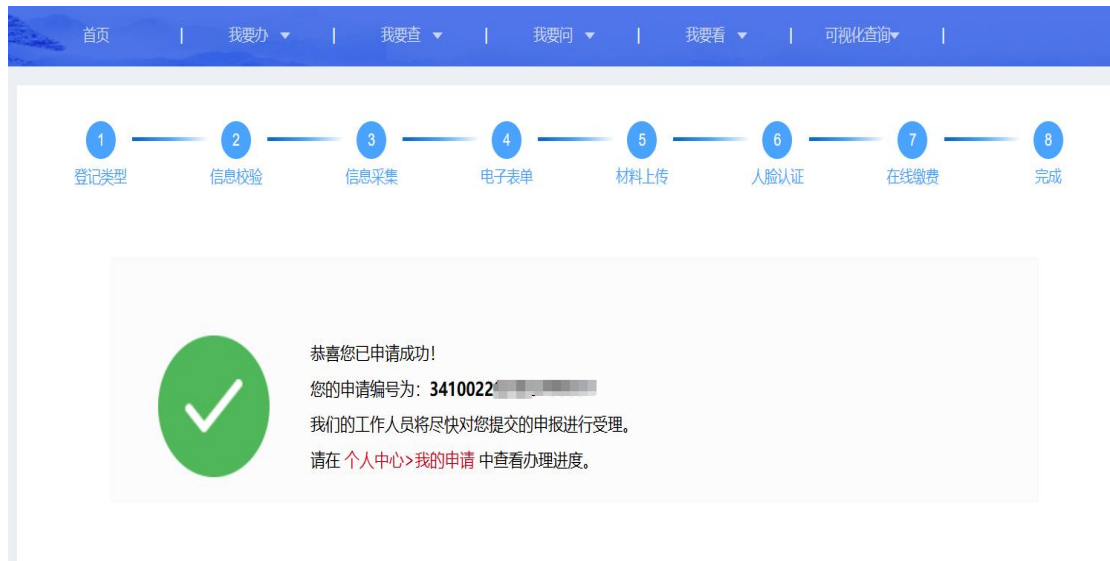 首页 | 我要办 ▼ | 我要查 ▼ | 我要问 ▼ | 我要看 ▼ | 可视化查询▼ |
1 2 3 4 5 6 7 8
登记类型 信息校验 信息采集 电子表单 材料上传 人脸认证 在线缴费 完成
恭喜您已申请成功!
您的申请编号为: 3410022
我们的工作人员将尽快对您提交的申报进行受理。
请在 个人中心>我的申请 中查看办理进度。